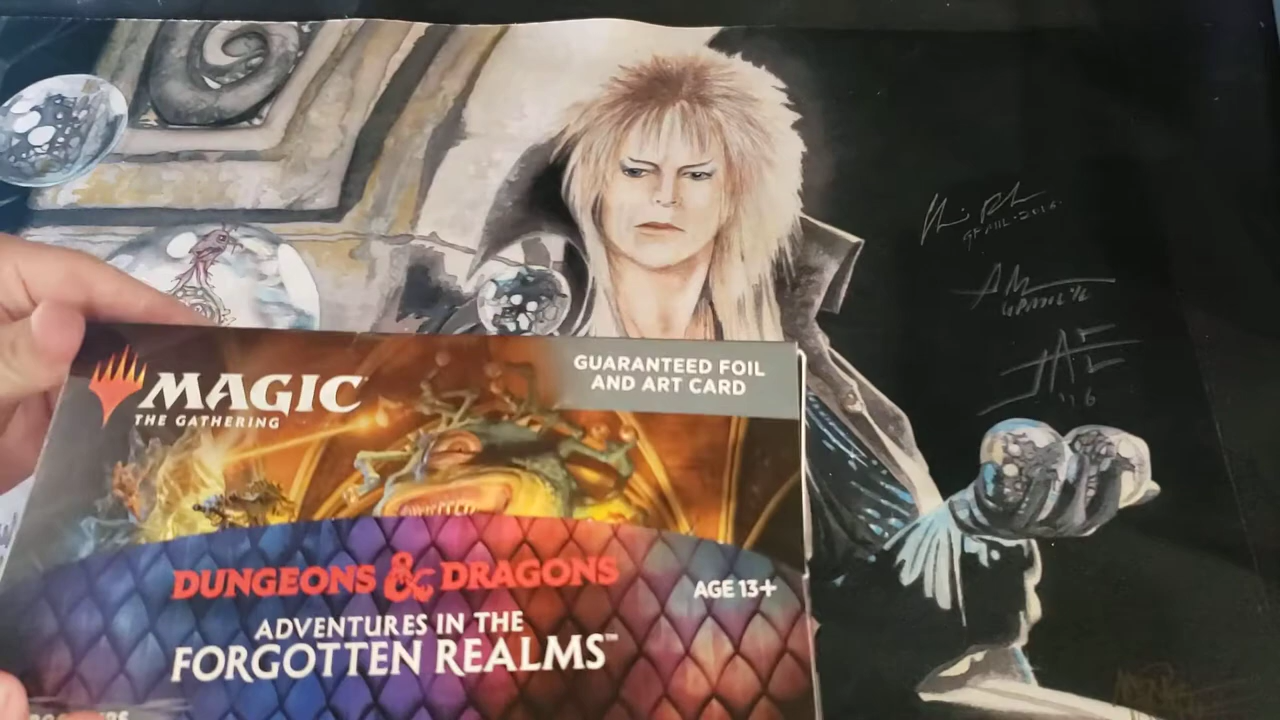 MAGIC
THE GATHERING
GUARANTEED FOIL
AND ART CARD
DUNGEONS & DRAGONS
AGE 13+
ADVENTURES IN THE
FORGOTTEN REALMS™